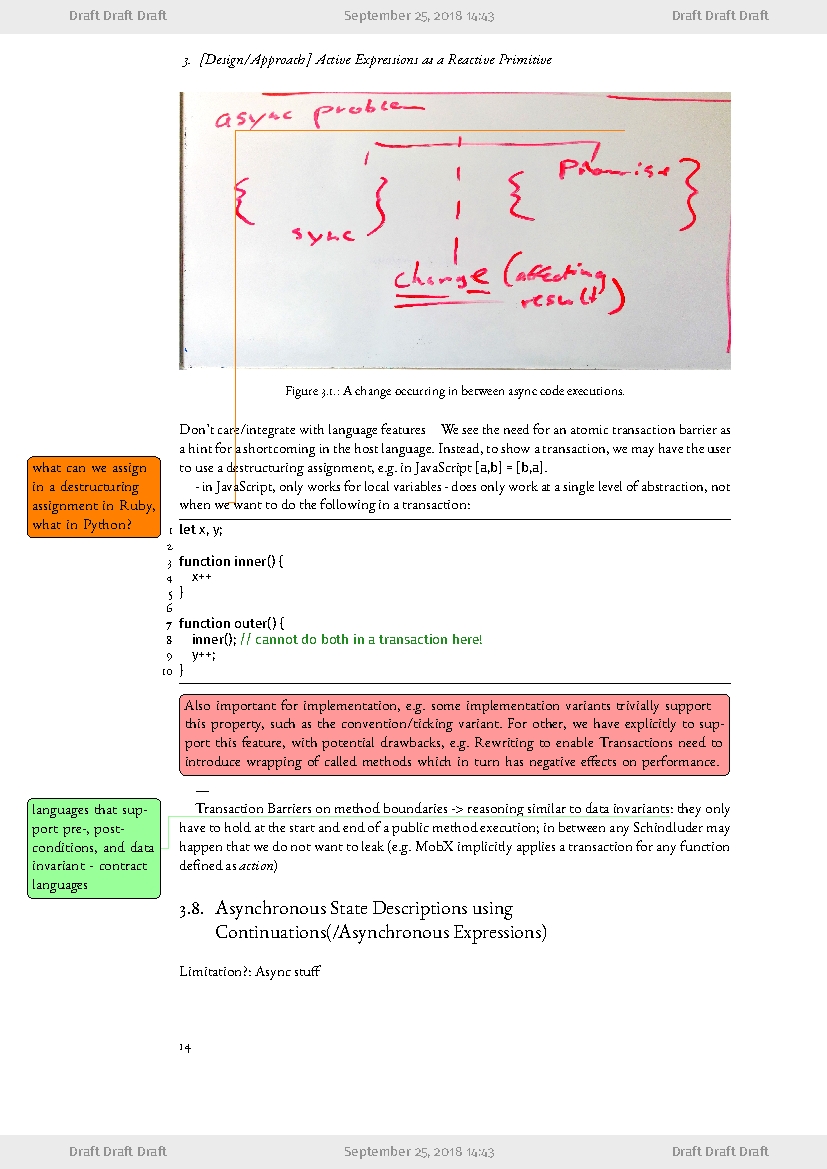 Draft Draft Draft September 25, 2018 14:43 Draft Draft Draft
3. [Design/Approach] Active Expressions as a Reactive Primitive
async problem
{ } { Promise }
sync
change (affecting
result)
Figure 3.1.: A change occurring in between async code executions.
Don't care/integrate with language features We see the need for an atomic transaction barrier as
a hint for a shortcoming in the host language. Instead, to show a transaction, we may have the user
to use a destructuring assignment, e.g. in JavaScript [a,b] = [b,a].
- in JavaScript, only works for local variables - does only work at a single level of abstraction, not
when we want to do the following in a transaction:
what can we assign
in a destructuring
assignment in Ruby,
what in Python?
1 let x, y;
2
3 function inner() {
4 x++
5 }
6
7 function outer() {
8 inner(); // cannot do both in a transaction here!
9 y++;
10 }
Also important for implementation, e.g. some implementation variants trivially support
this property, such as the convention/ticking variant. For other, we have explicitly to sup-
port this feature, with potential drawbacks, e.g. Rewriting to enable Transactions need to
introduce wrapping of called methods which in turn has negative effects on performance.
—
Transaction Barriers on method boundaries -> reasoning similar to data invariants: they only
have to hold at the start and end of a public method execution; in between any Schindluder may
happen that we do not want to leak (e.g. MobX implicitly applies a transaction for any function
defined as action)
languages that sup-
port pre-, post-
conditions, and data
invariant - contract
languages
3.8. Asynchronous State Descriptions using
Continuations(/Asynchronous Expressions)
Limitation?: Async stuff
14
Draft Draft Draft September 25, 2018 14:43 Draft Draft Draft